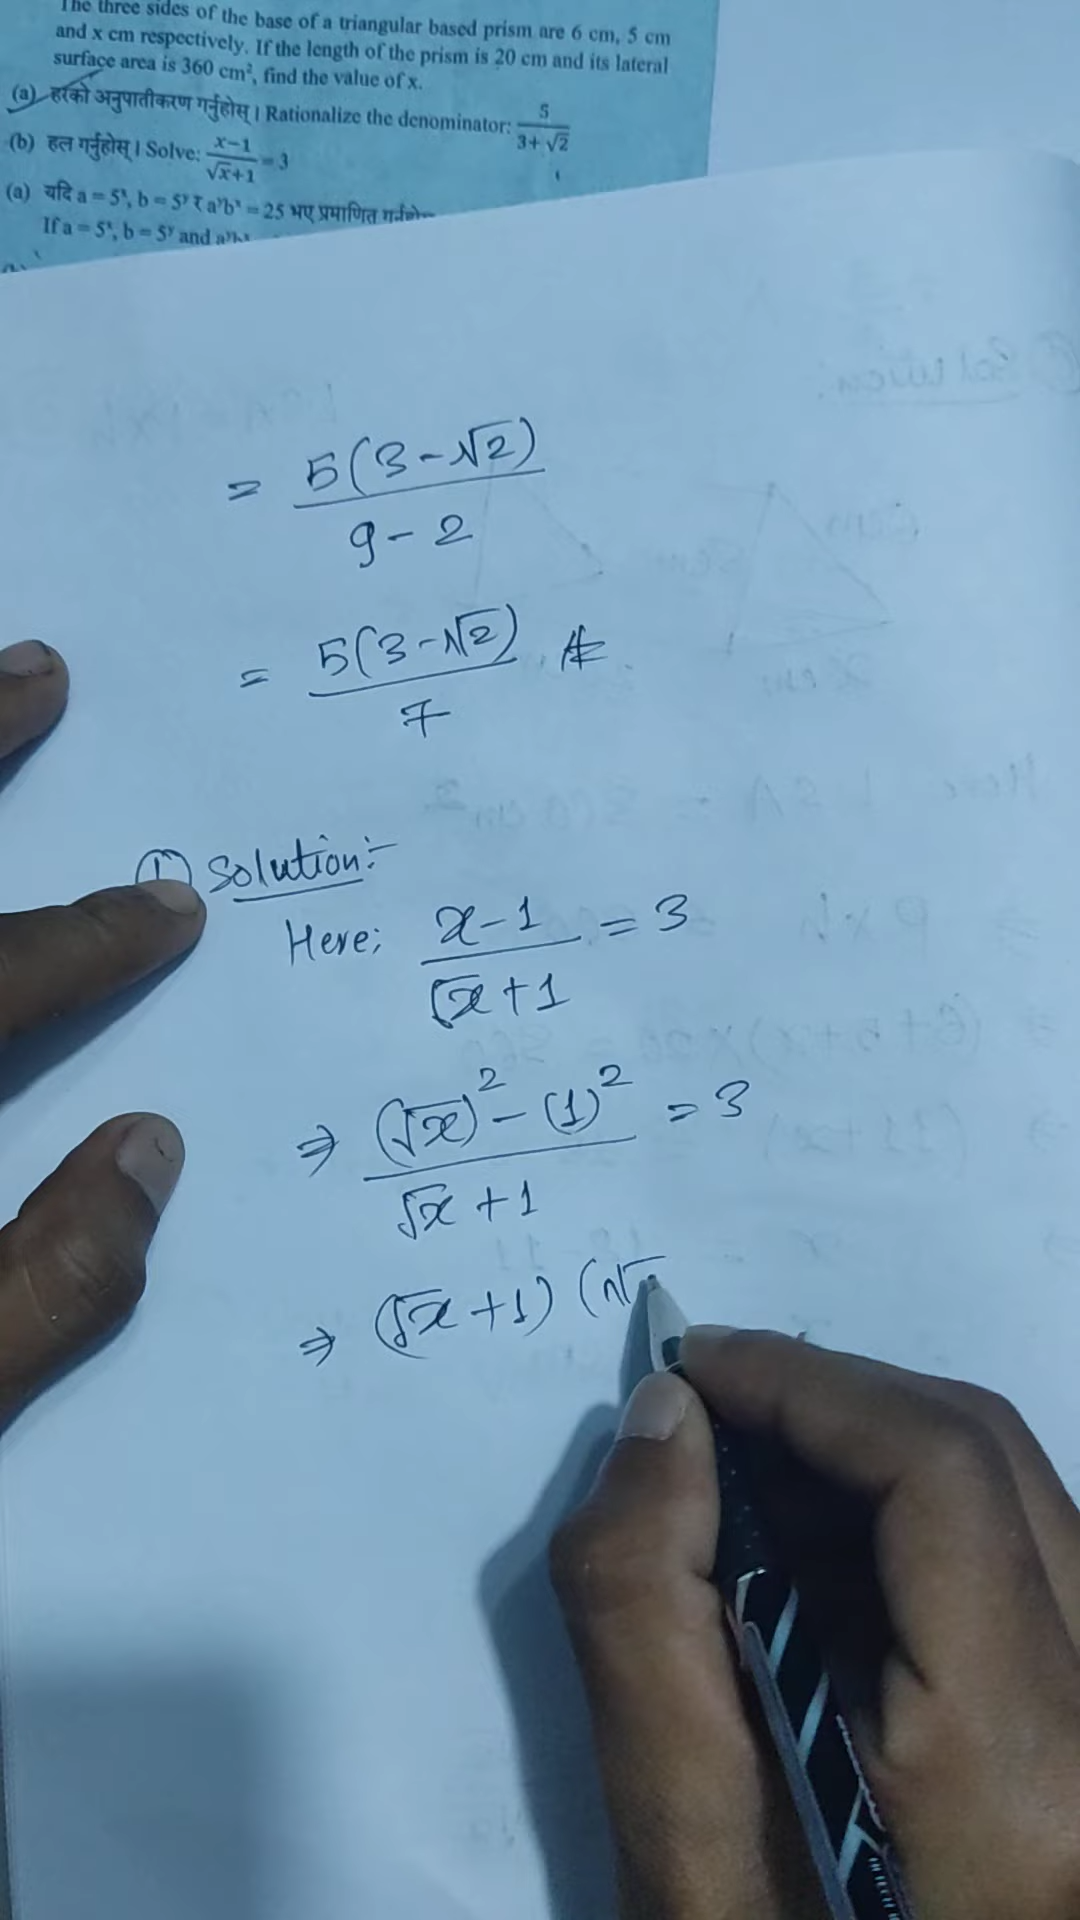 The three sides of the base of a triangular based prism are 6 cm, 5 cm
and x cm respectively. If the length of the prism is 20 cm and its lateral
surface area is 360 cm², find the value of x.
(a) हरको अनुपातीकरण गर्नुहोस् । Rationalize the denominator: 5/(3+√2)
(b) हल गर्नुहोस् । Solve: (x−1)/(√x+1) = 3
(a) यदि a = 5ˣ, b = 5ʸ र aʸbˣ = 25 भए प्रमाणित
If a = 5ˣ, b = 5ʸ and
= 5(3-√2)/(9-2)
= 5(3-√2)/7
Solution:-
Here; (x-1)/(√x+1) = 3
⇒ ((√x)²-(1)²)/(√x+1) = 3
⇒ (√x+1) (√